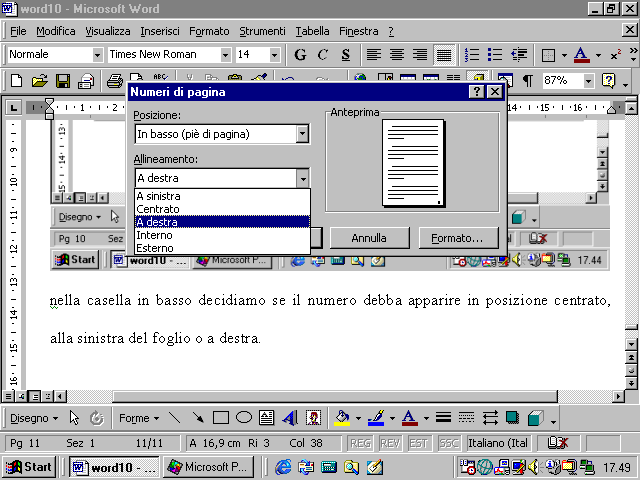 word10 - Microsoft Word
File Modifica Visualizza Inserisci Formato Strumenti Tabella Finestra ?
Normale Times New Roman 14 G C S
87%
Numeri di pagina
Posizione:
In basso (piè di pagina)
Allineamento:
A destra
A sinistra
Centrato
A destra
Interno
Esterno
Anteprima
Annulla
Formato...
Disegno
Pg 10
Start word10 - Microsoft P... 17.44
nella casella in basso decidiamo se il numero debba apparire in posizione centrato,
alla sinistra del foglio o a destra.
Disegno Forme
Pg 11 Sez 1 11/11 A 16,9 cm Ri 3 Col 38 REG REV EST SSC Italiano (Ital
Start word10 - ... Microsoft P... 17.49